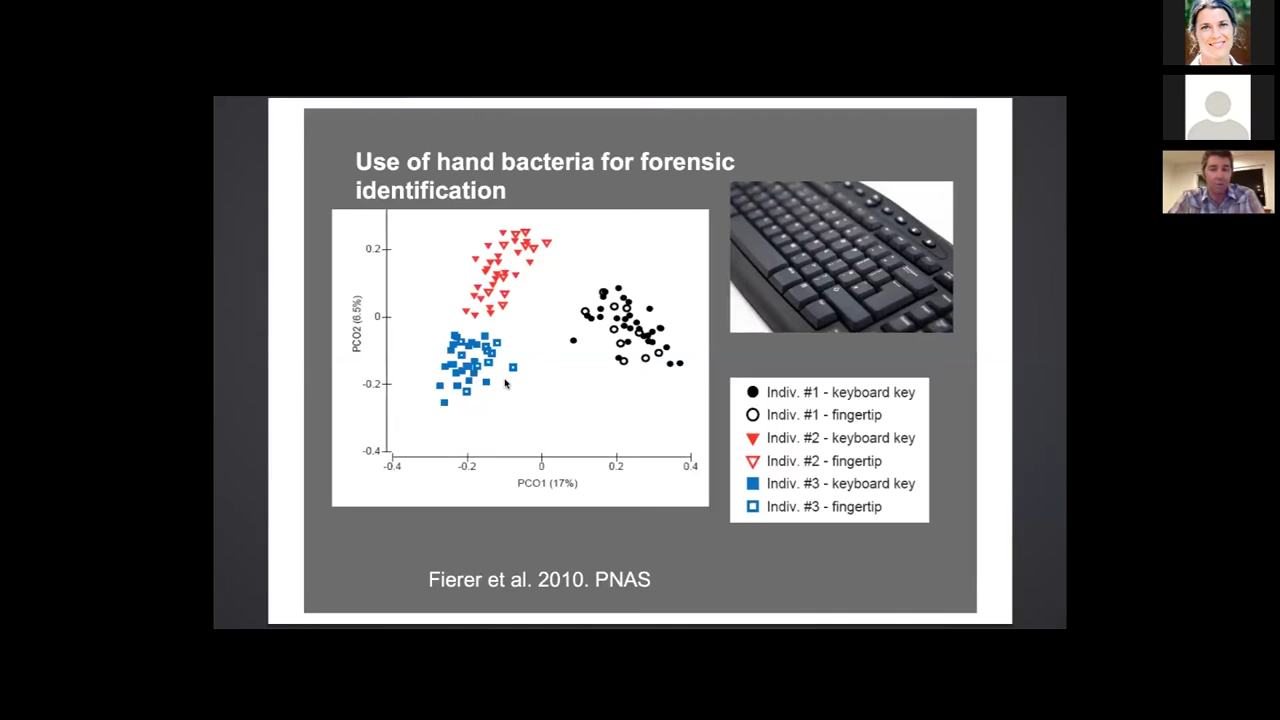 Use of hand bacteria for forensic
identification
0.2
0
-0.2
-0.4
PCO2 (6.5%)
-0.4
-0.2
0
0.2
0.4
PCO1 (17%)
Indiv. #1 - keyboard key
Indiv. #1 - fingertip
Indiv. #2 - keyboard key
Indiv. #2 - fingertip
Indiv. #3 - keyboard key
Indiv. #3 - fingertip
Fierer et al. 2010. PNAS